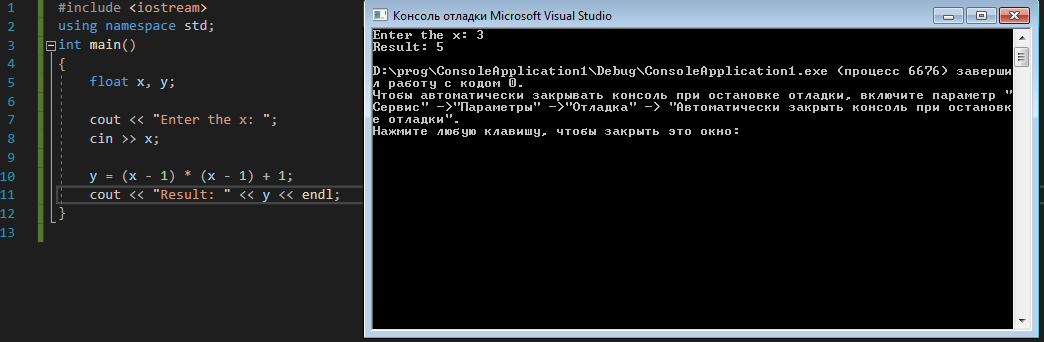 1 #include <iostream>
2 using namespace std;
3 int main()
4 {
5 float x, y;
6
7 cout << "Enter the x: ";
8 cin >> x;
9
10 y = (x - 1) * (x - 1) + 1;
11 cout << "Result: " << y << endl;
12 }
13
Консоль отладки Microsoft Visual Studio
Enter the x: 3
Result: 5
D:\prog\ConsoleApplication1\Debug\ConsoleApplication1.exe (процесс 6676) заверши
л работу с кодом 0.
Чтобы автоматически закрывать консоль при остановке отладки, включите параметр "
Сервис" ->"Параметры" ->"Отладка" -> "Автоматически закрыть консоль при остановк
е отладки".
Нажмите любую клавишу, чтобы закрыть это окно: